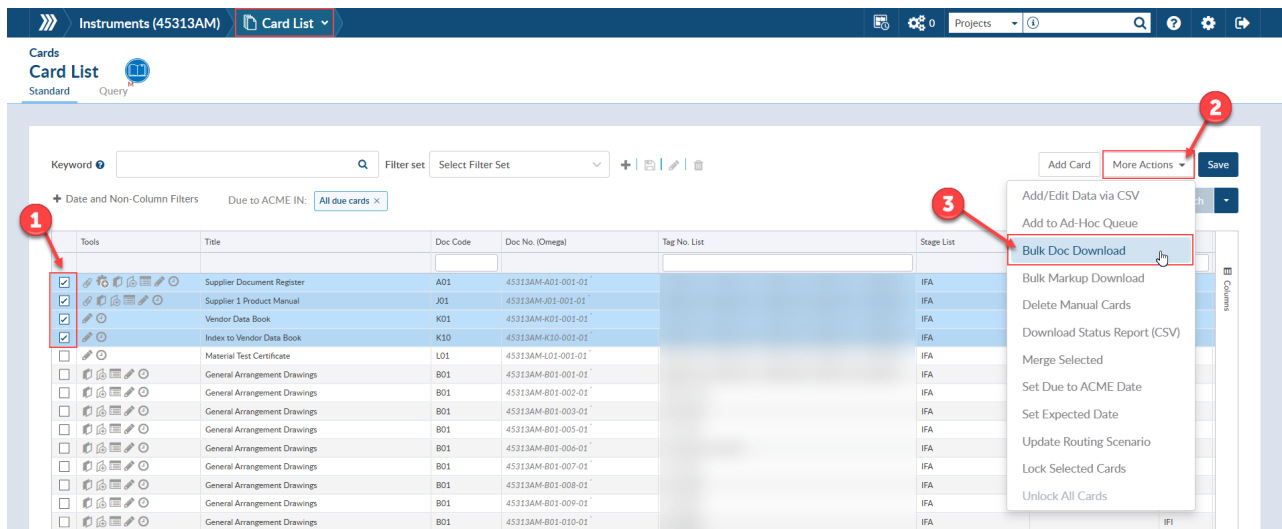 Instruments (45313AM) Card List 0 Projects
Cards
Card List
M
Standard Query
2
Keyword Filter set Select Filter Set Add Card More Actions Save
Date and Non-Column Filters Due to ACME IN: All due cards ×
Add/Edit Data via CSV
Add to Ad-Hoc Queue
Bulk Doc Download
Bulk Markup Download
Delete Manual Cards
Download Status Report (CSV)
Merge Selected
Set Due to ACME Date
Set Expected Date
Update Routing Scenario
Lock Selected Cards
Unlock All Cards
1
3
Tools Title Doc Code Doc No. (Omega) Tag No. List Stage List
Columns
Supplier Document Register A01 45313AM-A01-001-01 IFA
Supplier 1 Product Manual J01 45313AM-J01-001-01 IFA
Vendor Data Book K01 45313AM-K01-001-01 IFA
Index to Vendor Data Book K10 45313AM-K10-001-01 IFA
Material Test Certificate L01 45313AM-L01-001-01 IFA
General Arrangement Drawings B01 45313AM-B01-001-01 IFA
General Arrangement Drawings B01 45313AM-B01-002-01 IFA
General Arrangement Drawings B01 45313AM-B01-003-01 IFA
General Arrangement Drawings B01 45313AM-B01-005-01 IFA
General Arrangement Drawings B01 45313AM-B01-006-01 IFA
General Arrangement Drawings B01 45313AM-B01-007-01 IFA
General Arrangement Drawings B01 45313AM-B01-008-01 IFA
General Arrangement Drawings B01 45313AM-B01-009-01 IFA
General Arrangement Drawings B01 45313AM-B01-010-01 IFA IFI